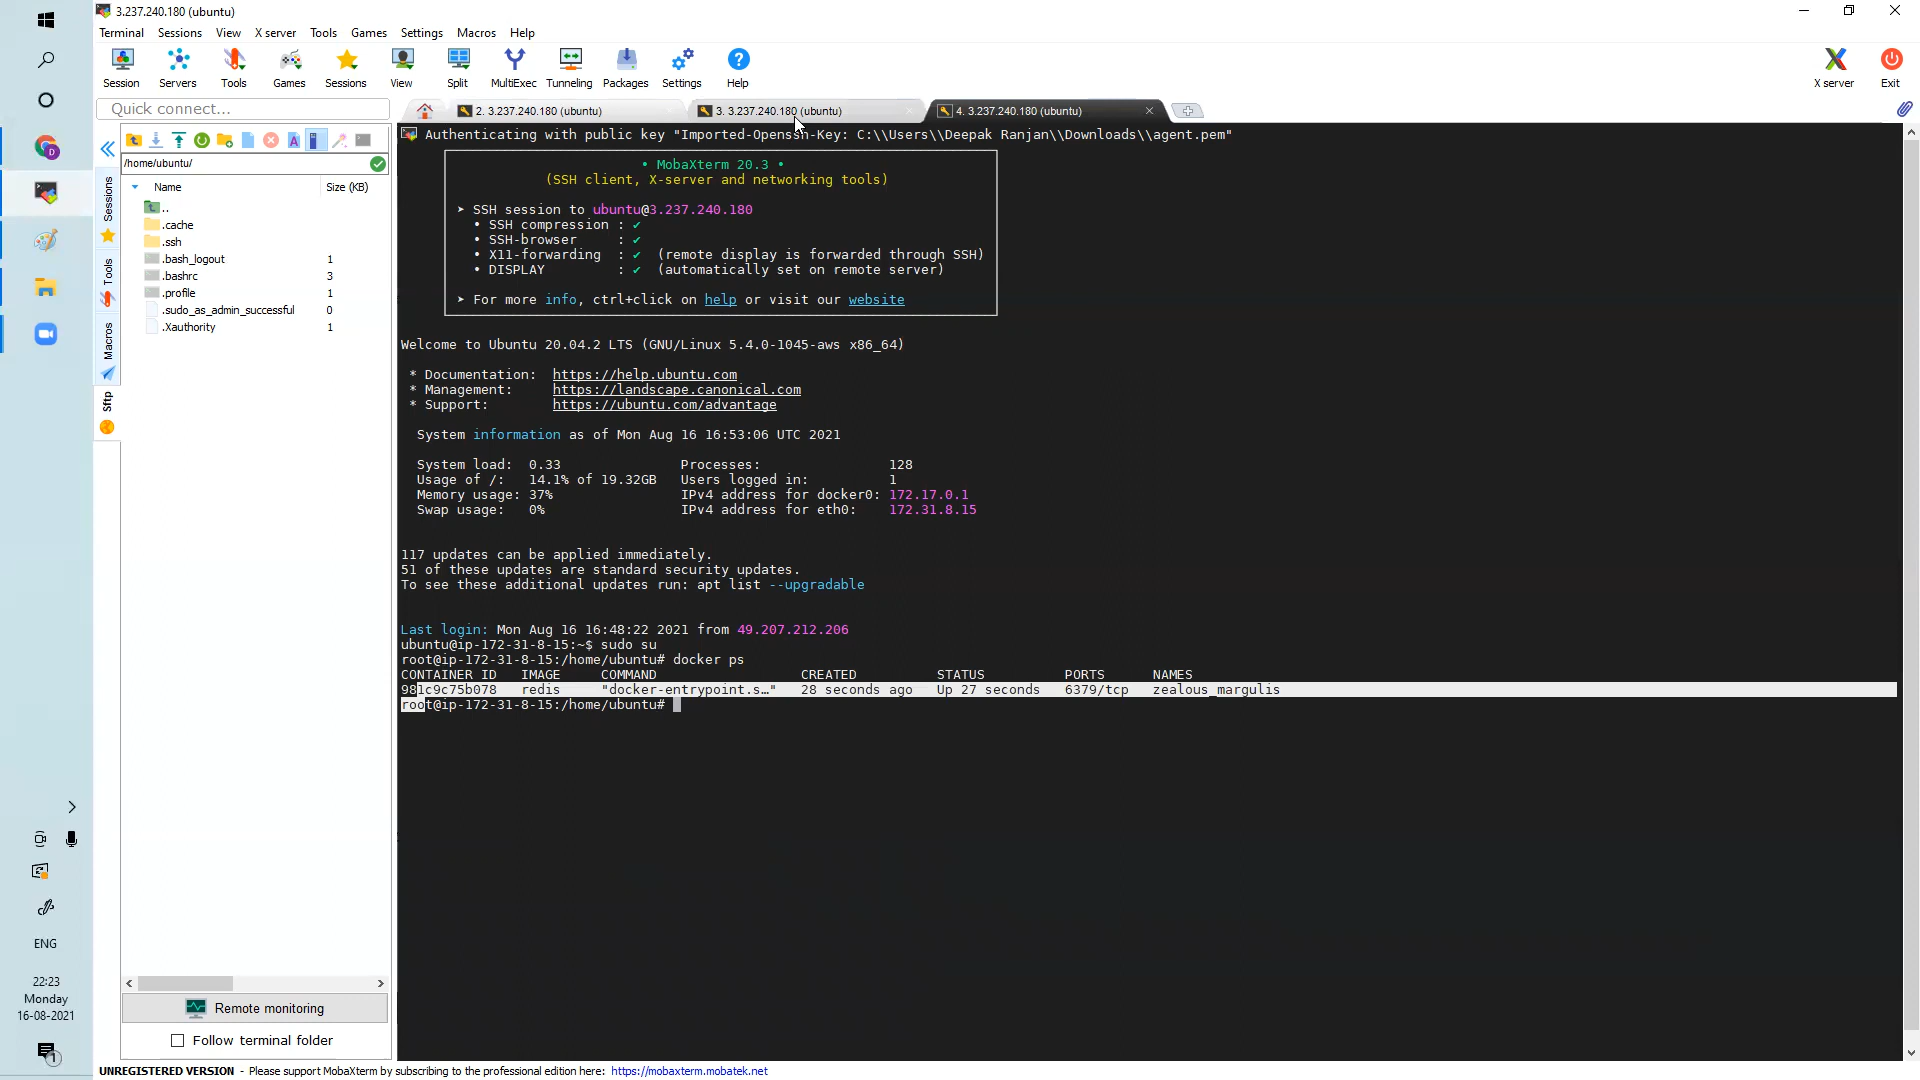 3.237.240.180 (ubuntu)
Terminal Sessions View X server Tools Games Settings Macros Help
Session Servers Tools Games Sessions View Split MultiExec Tunneling Packages Settings Help X server Exit
Quick connect...
2. 3.237.240.180 (ubuntu) 3. 3.237.240.180 (ubuntu) 4. 3.237.240.180 (ubuntu)
/home/ubuntu/
Name Size (KB)
..
.cache
.ssh
.bash_logout 1
.bashrc 3
.profile 1
.sudo_as_admin_successful 0
.Xauthority 1
Sessions
Tools
Macros
Sftp
Authenticating with public key "Imported-Openssh-Key: C:\\Users\\Deepak Ranjan\\Downloads\\agent.pem"
• MobaXterm 20.3 •
(SSH client, X-server and networking tools)
➤ SSH session to ubuntu@3.237.240.180
• SSH compression : ✔
• SSH-browser : ✔
• X11-forwarding : ✔ (remote display is forwarded through SSH)
• DISPLAY : ✔ (automatically set on remote server)
➤ For more info, ctrl+click on help or visit our website
Welcome to Ubuntu 20.04.2 LTS (GNU/Linux 5.4.0-1045-aws x86_64)
* Documentation: https://help.ubuntu.com
* Management: https://landscape.canonical.com
* Support: https://ubuntu.com/advantage
System information as of Mon Aug 16 16:53:06 UTC 2021
System load: 0.33 Processes: 128
Usage of /: 14.1% of 19.32GB Users logged in: 1
Memory usage: 37% IPv4 address for docker0: 172.17.0.1
Swap usage: 0% IPv4 address for eth0: 172.31.8.15
117 updates can be applied immediately.
51 of these updates are standard security updates.
To see these additional updates run: apt list --upgradable
Last login: Mon Aug 16 16:48:22 2021 from 49.207.212.206
ubuntu@ip-172-31-8-15:~$ sudo su
root@ip-172-31-8-15:/home/ubuntu# docker ps
CONTAINER ID IMAGE COMMAND CREATED STATUS PORTS NAMES
981c9c75b078 redis "docker-entrypoint.s…" 28 seconds ago Up 27 seconds 6379/tcp zealous_margulis
root@ip-172-31-8-15:/home/ubuntu#
Remote monitoring
Follow terminal folder
UNREGISTERED VERSION - Please support MobaXterm by subscribing to the professional edition here: https://mobaxterm.mobatek.net
D
ENG
22:23
Monday
16-08-2021
1